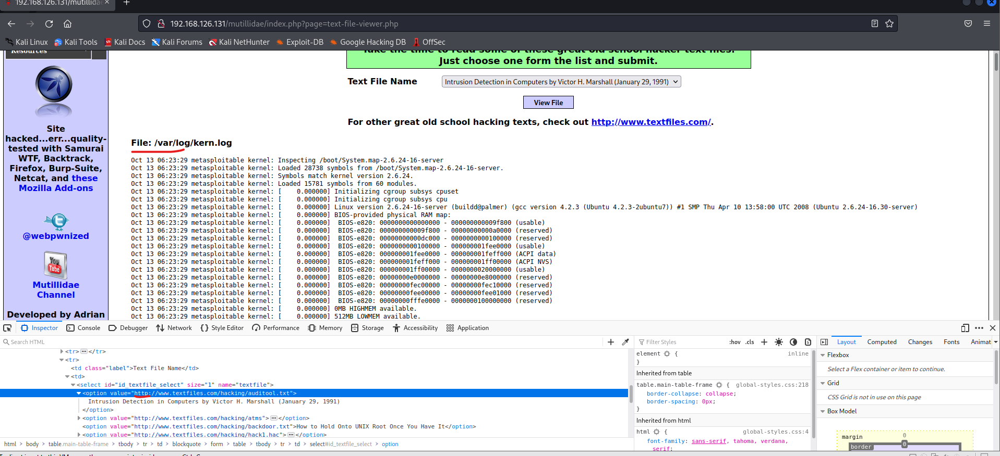 192.168.126.131/mutillidae
192.168.126.131/mutillidae/index.php?page=text-file-viewer.php
Kali Linux Kali Tools Kali Docs Kali Forums Kali NetHunter Exploit-DB Google Hacking DB OffSec
Resources
Site
hacked...err...quality-
tested with Samurai
WTF, Backtrack,
Firefox, Burp-Suite,
Netcat, and these
Mozilla Add-ons
@webpwnized
You
Tube
Mutillidae
Channel
Developed by Adrian
Take the time to read some of these great old school hacker text files.
Just choose one form the list and submit.
Text File Name Intrusion Detection in Computers by Victor H. Marshall (January 29, 1991)
View File
For other great old school hacking texts, check out http://www.textfiles.com/.
File: /var/log/kern.log
Oct 13 06:23:29 metasploitable kernel: Inspecting /boot/System.map-2.6.24-16-server
Oct 13 06:23:29 metasploitable kernel: Loaded 28738 symbols from /boot/System.map-2.6.24-16-server.
Oct 13 06:23:29 metasploitable kernel: Symbols match kernel version 2.6.24.
Oct 13 06:23:29 metasploitable kernel: Loaded 15781 symbols from 60 modules.
Oct 13 06:23:29 metasploitable kernel: [    0.000000] Initializing cgroup subsys cpuset
Oct 13 06:23:29 metasploitable kernel: [    0.000000] Initializing cgroup subsys cpu
Oct 13 06:23:29 metasploitable kernel: [    0.000000] Linux version 2.6.24-16-server (buildd@palmer) (gcc version 4.2.3 (Ubuntu 4.2.3-2ubuntu7)) #1 SMP Thu Apr 10 13:58:00 UTC 2008 (Ubuntu 2.6.24-16.30-server)
Oct 13 06:23:29 metasploitable kernel: [    0.000000] BIOS-provided physical RAM map:
Oct 13 06:23:29 metasploitable kernel: [    0.000000]  BIOS-e820: 0000000000000000 - 000000000009f800 (usable)
Oct 13 06:23:29 metasploitable kernel: [    0.000000]  BIOS-e820: 000000000009f800 - 00000000000a0000 (reserved)
Oct 13 06:23:29 metasploitable kernel: [    0.000000]  BIOS-e820: 00000000000dc000 - 0000000000100000 (reserved)
Oct 13 06:23:29 metasploitable kernel: [    0.000000]  BIOS-e820: 0000000000100000 - 000000001fee0000 (usable)
Oct 13 06:23:29 metasploitable kernel: [    0.000000]  BIOS-e820: 000000001fee0000 - 000000001feff000 (ACPI data)
Oct 13 06:23:29 metasploitable kernel: [    0.000000]  BIOS-e820: 000000001feff000 - 000000001ff00000 (ACPI NVS)
Oct 13 06:23:29 metasploitable kernel: [    0.000000]  BIOS-e820: 000000001ff00000 - 0000000020000000 (usable)
Oct 13 06:23:29 metasploitable kernel: [    0.000000]  BIOS-e820: 00000000e0000000 - 00000000e8000000 (reserved)
Oct 13 06:23:29 metasploitable kernel: [    0.000000]  BIOS-e820: 00000000fec00000 - 00000000fec10000 (reserved)
Oct 13 06:23:29 metasploitable kernel: [    0.000000]  BIOS-e820: 00000000fee00000 - 00000000fee01000 (reserved)
Oct 13 06:23:29 metasploitable kernel: [    0.000000]  BIOS-e820: 00000000fffe0000 - 0000000100000000 (reserved)
Oct 13 06:23:29 metasploitable kernel: [    0.000000] 0MB HIGHMEM available.
Oct 13 06:23:29 metasploitable kernel: [    0.000000] 512MB LOWMEM available.
Inspector Console Debugger Network Style Editor Performance Memory Storage Accessibility Application
Search HTML
<tr> ··· </tr>
<tr>
<td class="label">Text File Name</td>
<td>
<select id="id_textfile_select" size="1" name="textfile">
<option value="http://www.textfiles.com/hacking/auditool.txt">
Intrusion Detection in Computers by Victor H. Marshall (January 29, 1991)
</option>
<option value="http://www.textfiles.com/hacking/atms"> ··· </option>
<option value="http://www.textfiles.com/hacking/backdoor.txt">How to Hold Onto UNIX Root Once You Have It</option>
<option value="http://www.textfiles.com/hacking/hack1.hac"> ··· </option>
html > body > table.main-table-frame > tbody > tr > td > blockquote > form > table > tbody > tr > td > select#id_textfile_select > option
Filter Styles :hov .cls
element { inline
}
Inherited from table
table.main-table-frame { global-styles.css:218
border-collapse: collapse;
border-spacing: 0px;
}
Inherited from html
html { global-styles.css:4
font-family: sans-serif, tahoma, verdana,
serif;
Layout Computed Changes Fonts Animati
Flexbox
Select a Flex container or item to continue.
Grid
CSS Grid is not in use on this page
Box Model
margin 0
border 0